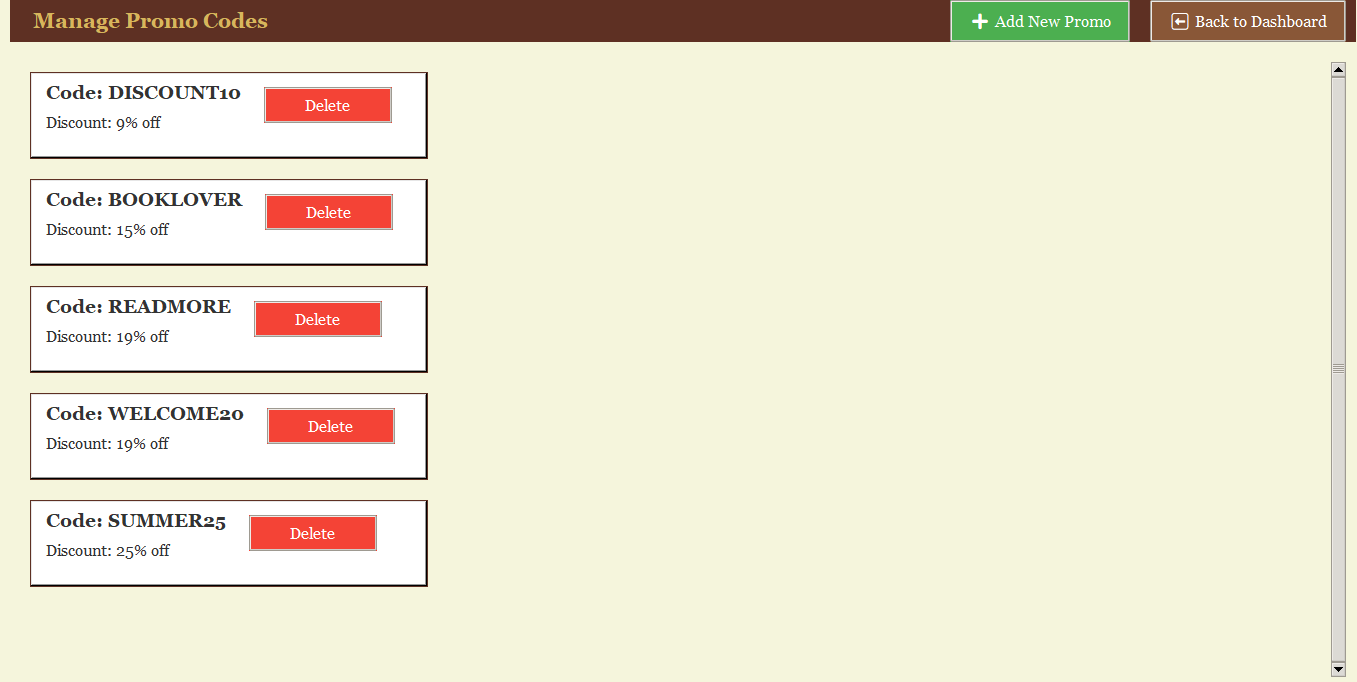 Manage Promo Codes
Add New Promo
Back to Dashboard
Code: DISCOUNT10
Delete
Discount: 9% off
Code: BOOKLOVER
Delete
Discount: 15% off
Code: READMORE
Delete
Discount: 19% off
Code: WELCOME20
Delete
Discount: 19% off
Code: SUMMER25
Delete
Discount: 25% off